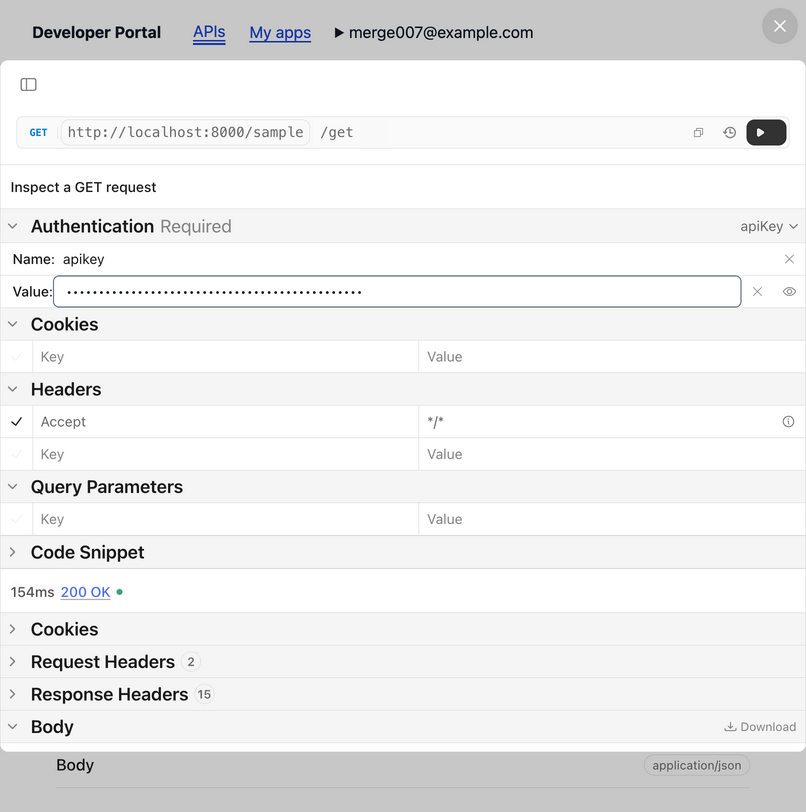 Developer Portal APIs My apps ▶ merge007@example.com
GET http://localhost:8000/sample /get
Inspect a GET request
Authentication Required apiKey
Name: apikey
Value: ••••••••••••••••••••••••••••••••••••••••••••••
Cookies
Key Value
Headers
Accept */*
Key Value
Query Parameters
Key Value
Code Snippet
154ms 200 OK
Cookies
Request Headers 2
Response Headers 15
Body Download
Body application/json